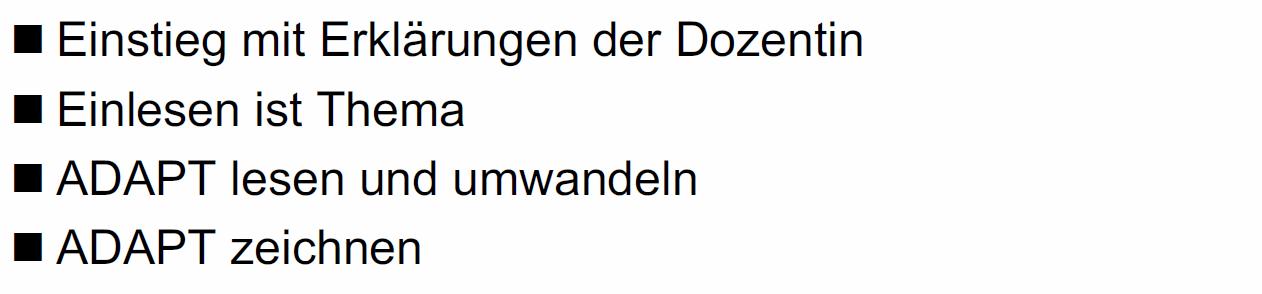 ■ Einstieg mit Erklärungen der Dozentin
■ Einlesen ist Thema
■ ADAPT lesen und umwandeln
■ ADAPT zeichnen